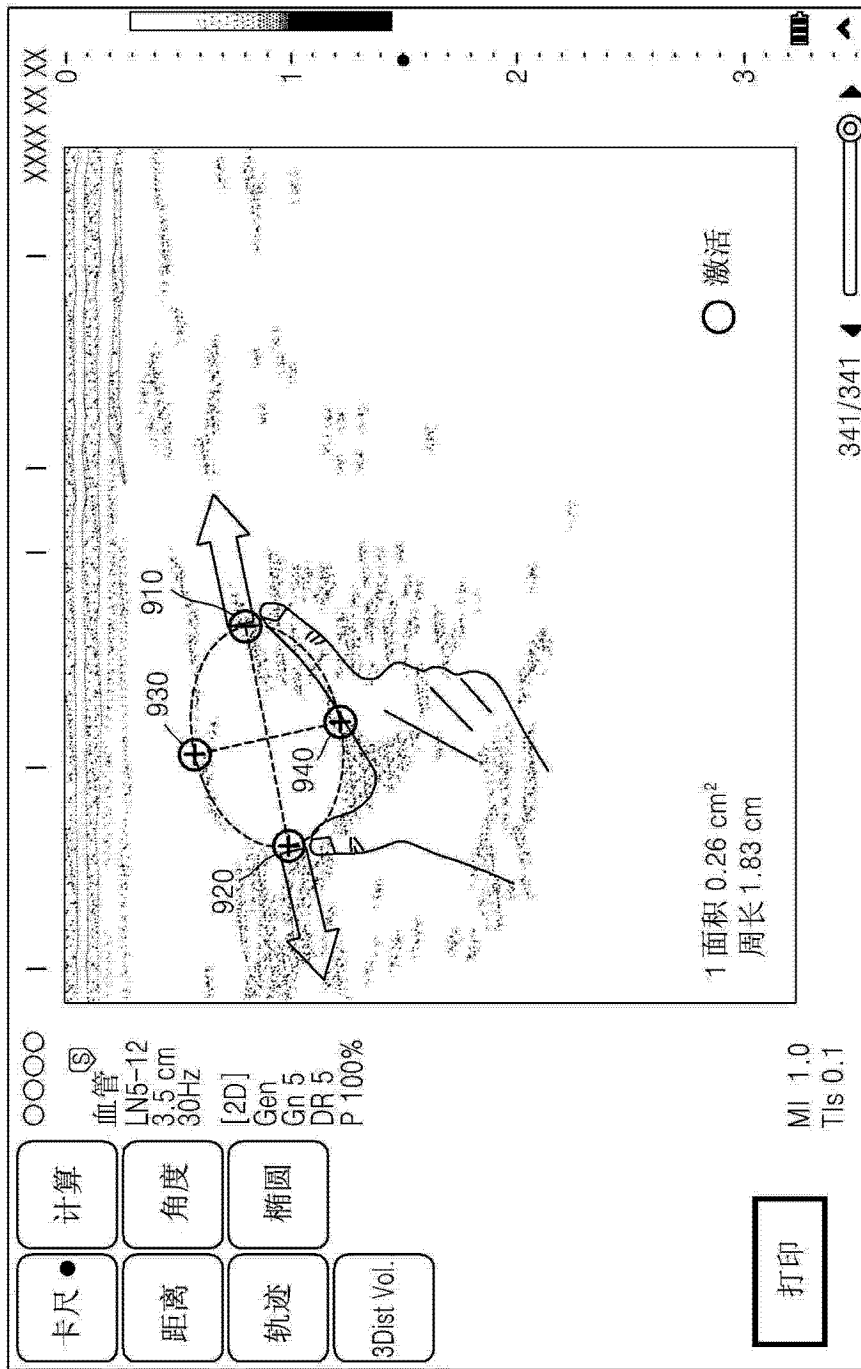 卡尺 计算
距离 角度
轨迹 椭圆
3Dist Vol.
打印
OOOO
S
血管
LN5-12
3.5 cm
30Hz
[2D]
Gen
Gn 5
DR 5
P 100%
MI 1.0
TIs 0.1
XXXX XX XX
0
1
2
3
910
920
930
940
激活
1 面积 0.26 cm²
周长 1.83 cm
341/341